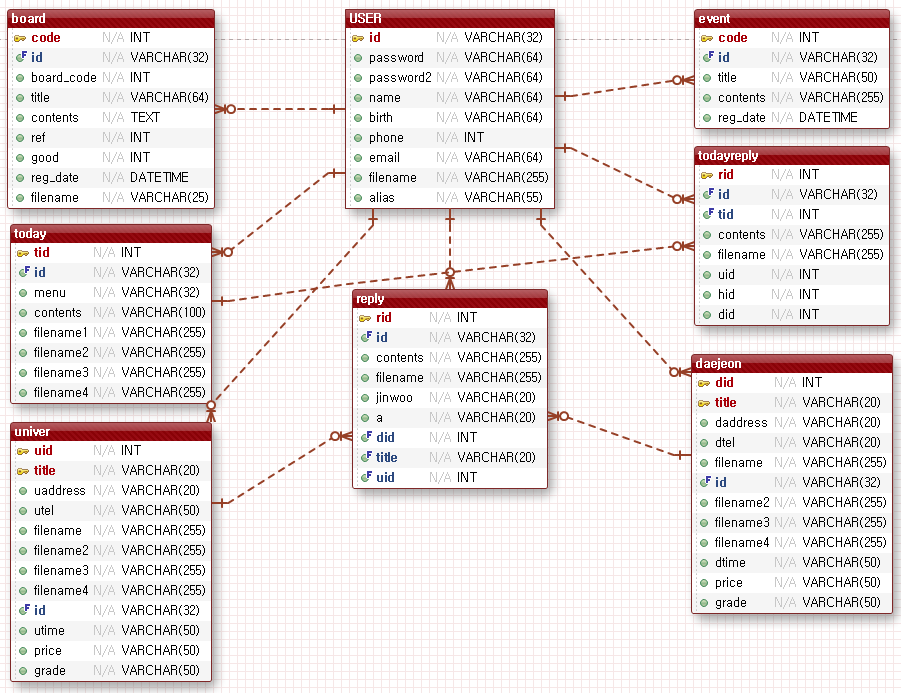 board
code N/A INT
id N/A VARCHAR(32)
board_code N/A INT
title N/A VARCHAR(64)
contents N/A TEXT
ref N/A INT
good N/A INT
reg_date N/A DATETIME
filename N/A VARCHAR(25)
USER
id N/A VARCHAR(32)
password N/A VARCHAR(64)
password2 N/A VARCHAR(64)
name N/A VARCHAR(64)
birth N/A VARCHAR(64)
phone N/A INT
email N/A VARCHAR(64)
filename N/A VARCHAR(255)
alias N/A VARCHAR(55)
event
code N/A INT
id N/A VARCHAR(32)
title N/A VARCHAR(50)
contents N/A VARCHAR(255)
reg_date N/A DATETIME
todayreply
rid N/A INT
id N/A VARCHAR(32)
tid N/A INT
contents N/A VARCHAR(255)
filename N/A VARCHAR(255)
uid N/A INT
hid N/A INT
did N/A INT
today
tid N/A INT
id N/A VARCHAR(32)
menu N/A VARCHAR(32)
contents N/A VARCHAR(100)
filename1 N/A VARCHAR(255)
filename2 N/A VARCHAR(255)
filename3 N/A VARCHAR(255)
filename4 N/A VARCHAR(255)
reply
rid N/A INT
id N/A VARCHAR(32)
contents N/A VARCHAR(255)
filename N/A VARCHAR(255)
jinwoo N/A VARCHAR(20)
a N/A VARCHAR(20)
did N/A INT
title N/A VARCHAR(20)
uid N/A INT
daejeon
did N/A INT
title N/A VARCHAR(20)
daddress N/A VARCHAR(20)
dtel N/A VARCHAR(20)
filename N/A VARCHAR(255)
id N/A VARCHAR(32)
filename2 N/A VARCHAR(255)
filename3 N/A VARCHAR(255)
filename4 N/A VARCHAR(255)
dtime N/A VARCHAR(50)
price N/A VARCHAR(50)
grade N/A VARCHAR(50)
univer
uid N/A INT
title N/A VARCHAR(20)
uaddress N/A VARCHAR(20)
utel N/A VARCHAR(50)
filename N/A VARCHAR(255)
filename2 N/A VARCHAR(255)
filename3 N/A VARCHAR(255)
filename4 N/A VARCHAR(255)
id N/A VARCHAR(32)
utime N/A VARCHAR(50)
price N/A VARCHAR(50)
grade N/A VARCHAR(50)